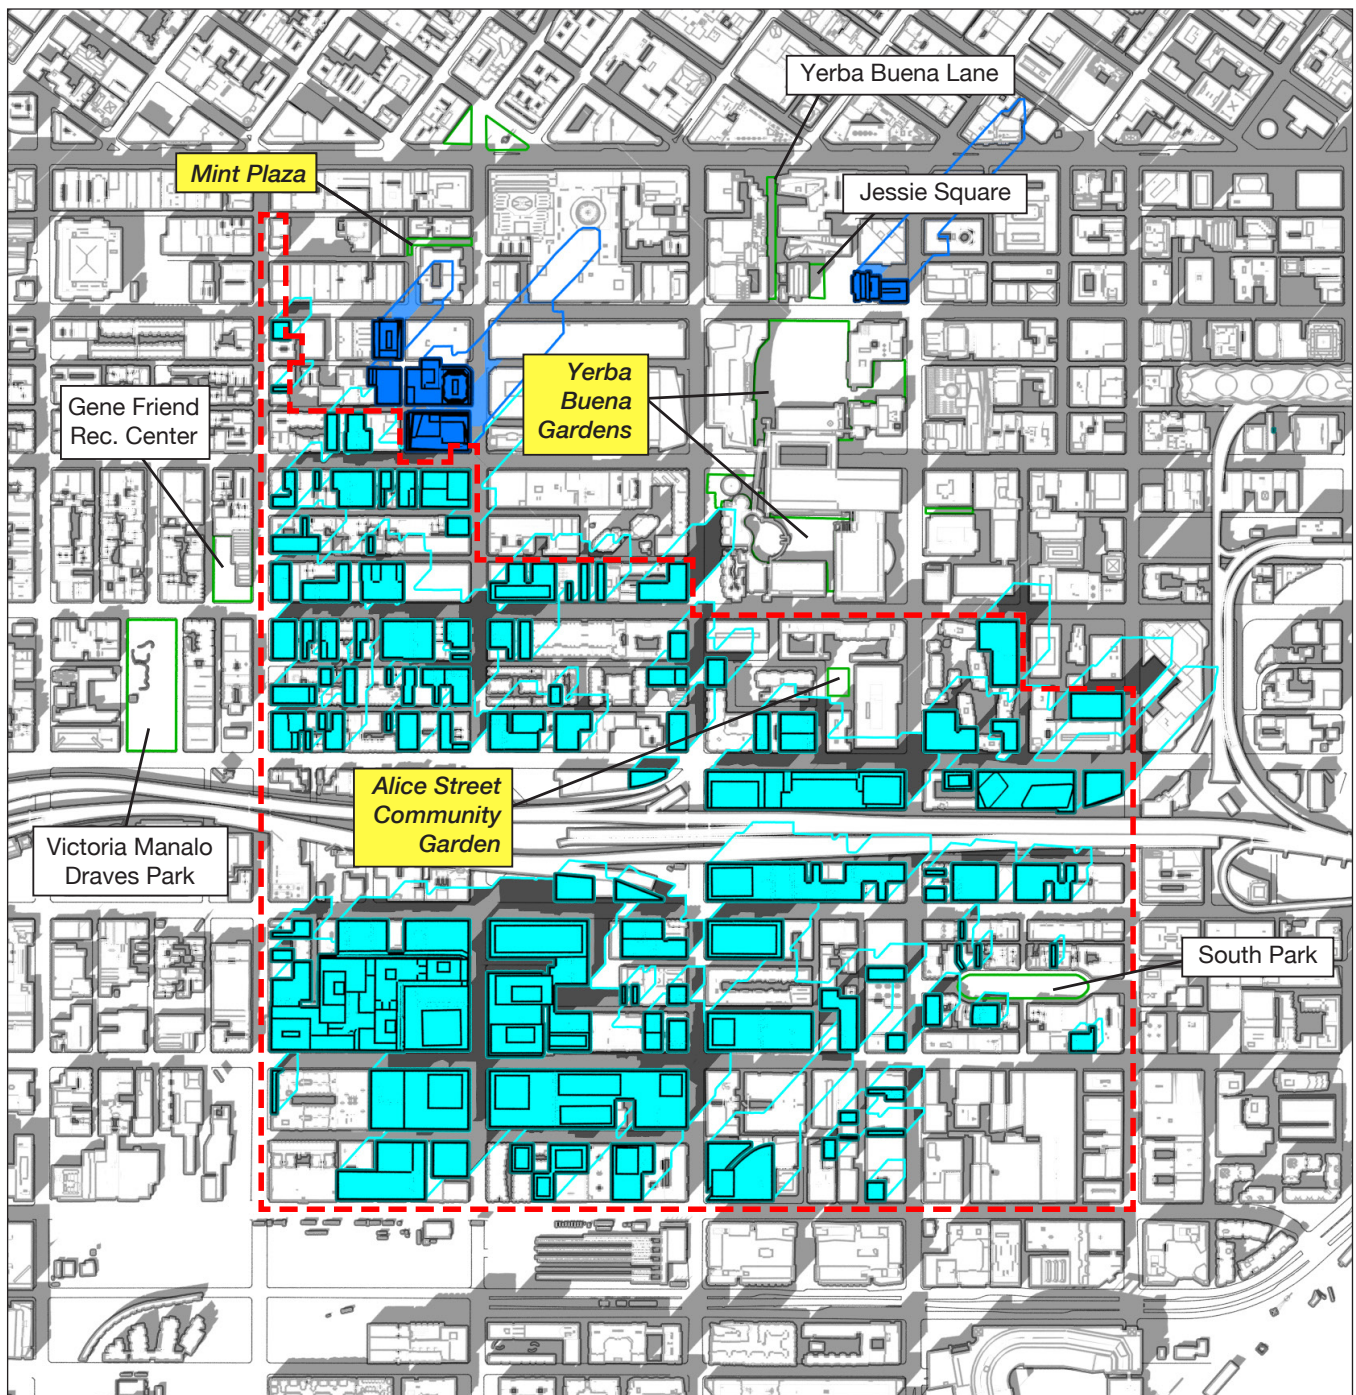 Yerba Buena Lane
Mint Plaza
Jessie Square
Yerba
Buena
Gardens
Gene Friend
Rec. Center
Alice Street
Community
Garden
Victoria Manalo
Draves Park
South Park